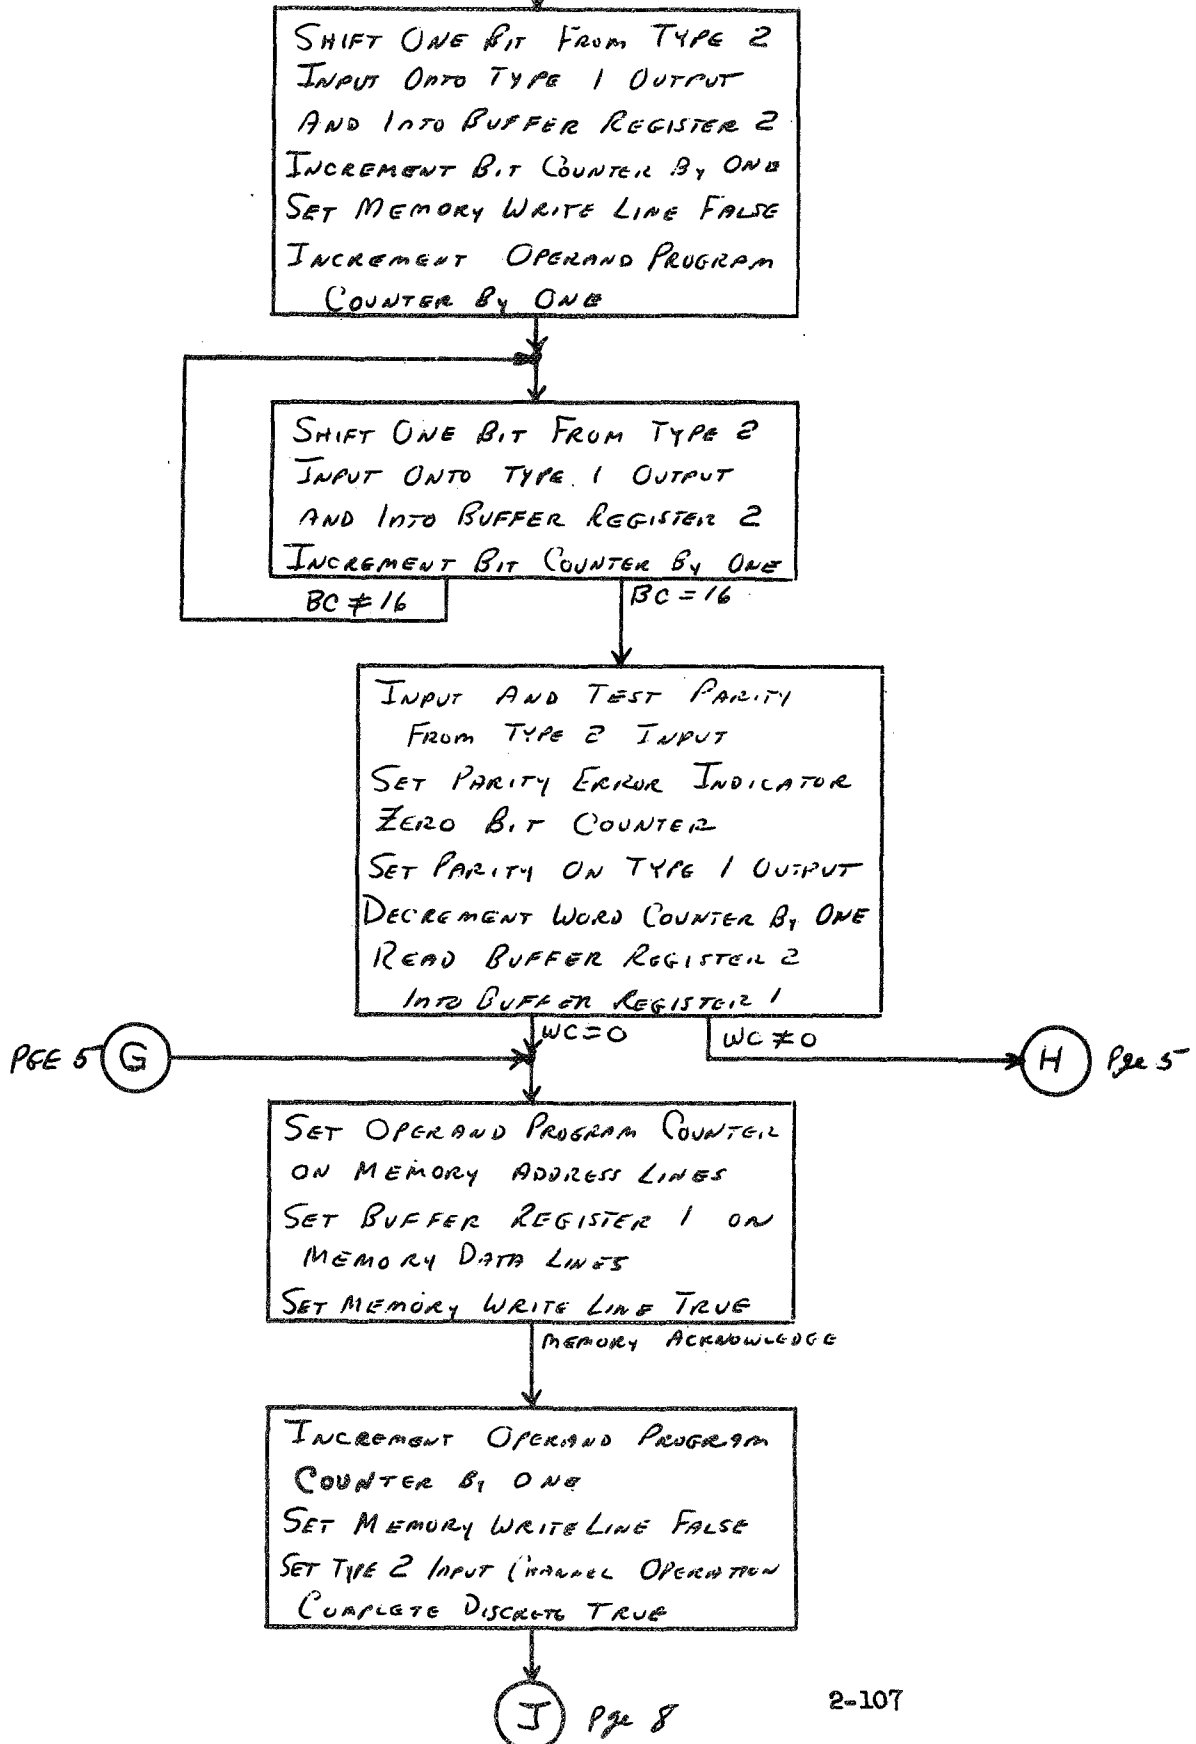 SHIFT ONE BIT FROM TYPE 2
INPUT ONTO TYPE 1 OUTPUT
AND INTO BUFFER REGISTER 2
INCREMENT BIT COUNTER BY ONE
SET MEMORY WRITE LINE FALSE
INCREMENT OPERAND PROGRAM
COUNTER BY ONE
SHIFT ONE BIT FROM TYPE 2
INPUT ONTO TYPE 1 OUTPUT
AND INTO BUFFER REGISTER 2
INCREMENT BIT COUNTER BY ONE
BC ≠ 16
BC = 16
INPUT AND TEST PARITY
FROM TYPE 2 INPUT
SET PARITY ERROR INDICATOR
ZERO BIT COUNTER
SET PARITY ON TYPE 1 OUTPUT
DECREMENT WORD COUNTER BY ONE
READ BUFFER REGISTER 2
INTO BUFFER REGISTER 1
WC = 0
WC ≠ 0
PGE 5 G
H Pge 5
SET OPERAND PROGRAM COUNTER
ON MEMORY ADDRESS LINES
SET BUFFER REGISTER 1 ON
MEMORY DATA LINES
SET MEMORY WRITE LINE TRUE
MEMORY ACKNOWLEDGE
INCREMENT OPERAND PROGRAM
COUNTER BY ONE
SET MEMORY WRITE LINE FALSE
SET TYPE 2 INPUT CHANNEL OPERATION
COMPLETE DISCRETE TRUE
J Pge 8
2-107